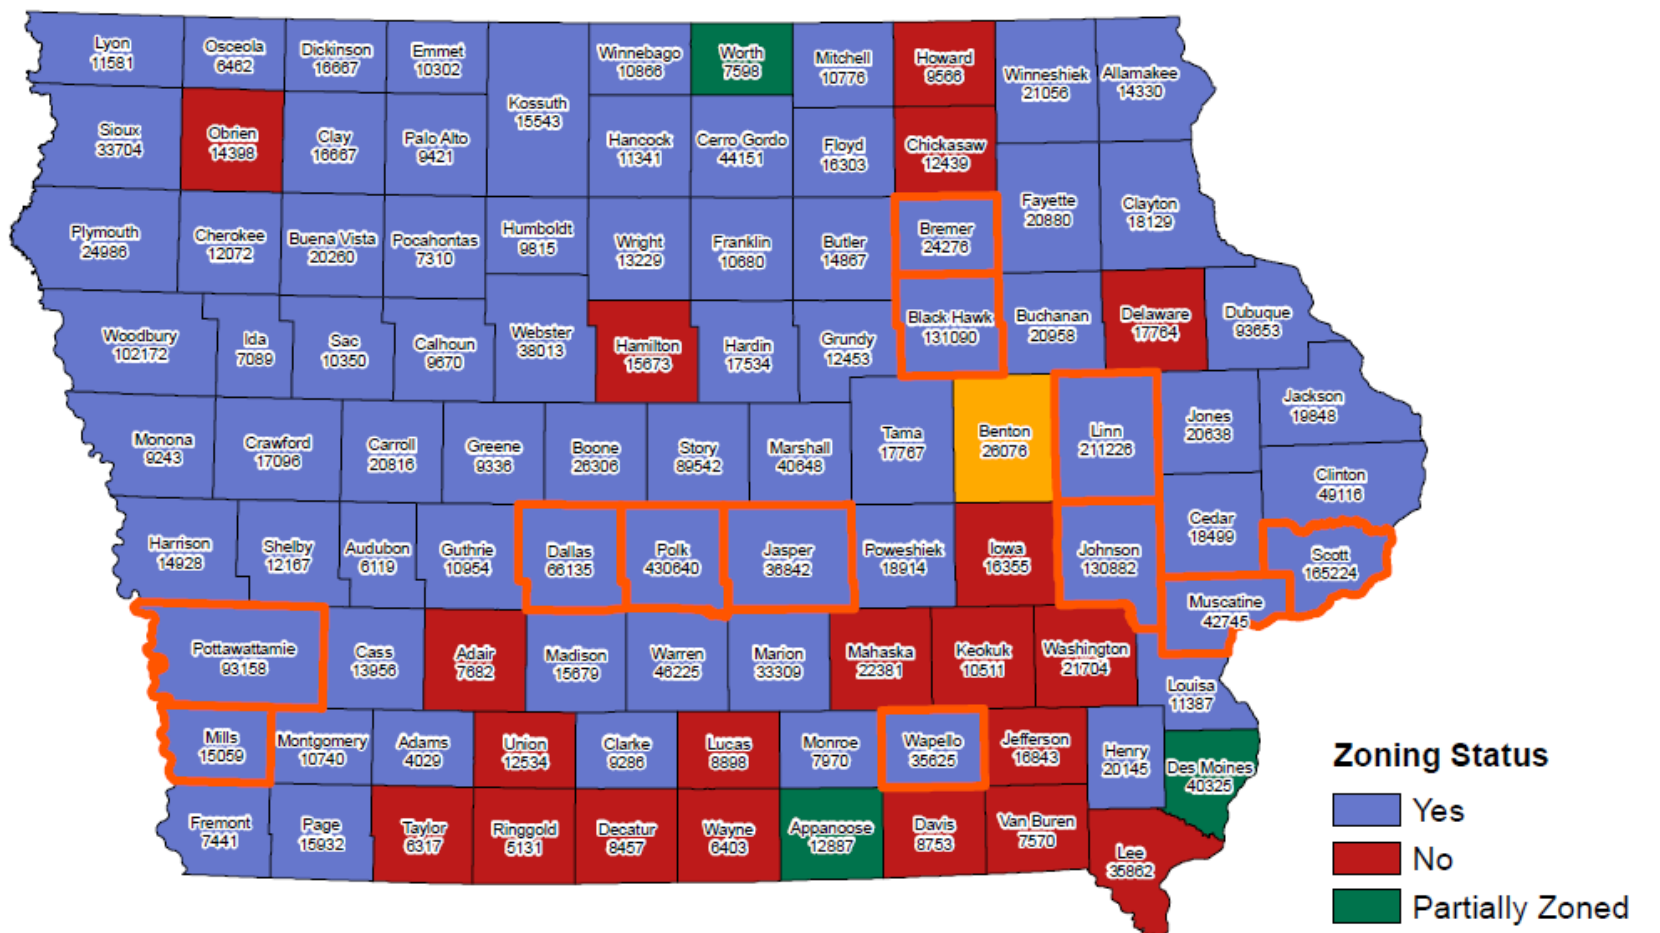 Lyon
11581
Osceola
6462
Dickinson
16667
Emmet
10302
Kossuth
15543
Winnebago
10866
Worth
7598
Mitchell
10776
Howard
9566
Winneshiek
21056
Allamakee
14330
Sioux
33704
Obrien
14398
Clay
16667
Palo Alto
9421
Hancock
11341
Cerro Gordo
44151
Floyd
16303
Chickasaw
12439
Fayette
20880
Clayton
18129
Plymouth
24986
Cherokee
12072
Buena Vista
20260
Pocahontas
7310
Humboldt
9815
Wright
13229
Franklin
10680
Butler
14867
Bremer
24276
Woodbury
102172
Ida
7089
Sac
10350
Calhoun
9670
Webster
38013
Hamilton
15673
Hardin
17534
Grundy
12453
Black Hawk
131090
Buchanan
20958
Delaware
17764
Dubuque
93653
Monona
9243
Crawford
17096
Carroll
20816
Greene
9336
Boone
26306
Story
89542
Marshall
40648
Tama
17767
Benton
26076
Linn
211226
Jones
20638
Jackson
19848
Clinton
49116
Harrison
14928
Shelby
12167
Audubon
6119
Guthrie
10954
Dallas
66135
Polk
430640
Jasper
36842
Poweshiek
18914
Iowa
16355
Johnson
130882
Cedar
18499
Scott
165224
Muscatine
42745
Pottawattamie
93158
Cass
13956
Adair
7682
Madison
15679
Warren
46225
Marion
33309
Mahaska
22381
Keokuk
10511
Washington
21704
Louisa
11387
Mills
15059
Montgomery
10740
Adams
4029
Union
12534
Clarke
9286
Lucas
8898
Monroe
7970
Wapello
35625
Jefferson
16843
Henry
20145
Des Moines
40325
Fremont
7441
Page
15932
Taylor
6317
Ringgold
5131
Decatur
8457
Wayne
6403
Appanoose
12887
Davis
8753
Van Buren
7570
Lee
35862
Zoning Status
Yes
No
Partially Zoned